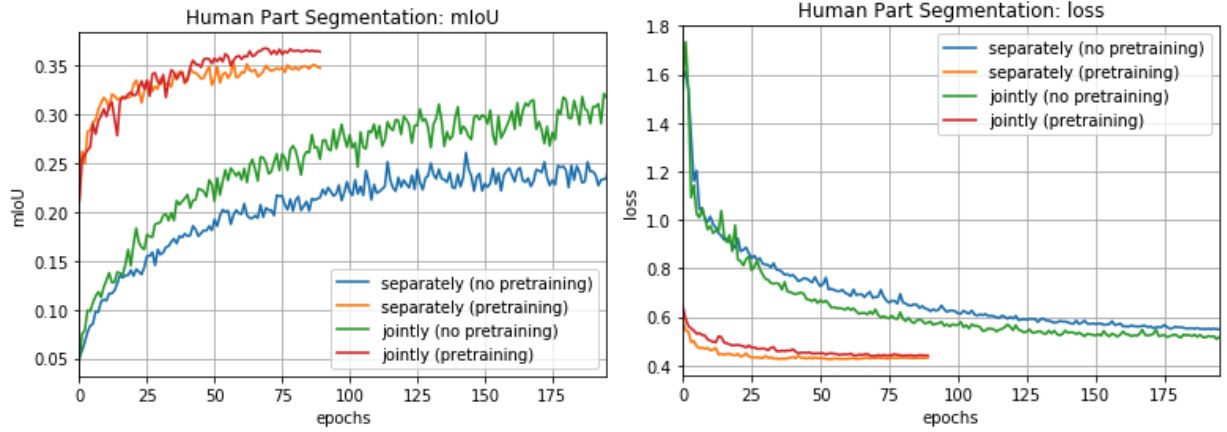 Human Part Segmentation: mIoU
0.35
0.30
0.25
0.20
0.15
0.10
0.05
mIoU
0 25 50 75 100 125 150 175
epochs
separately (no pretraining)
separately (pretraining)
jointly (no pretraining)
jointly (pretraining)
Human Part Segmentation: loss
1.8
1.6
1.4
1.2
1.0
0.8
0.6
0.4
loss
0 25 50 75 100 125 150 175
epochs
separately (no pretraining)
separately (pretraining)
jointly (no pretraining)
jointly (pretraining)